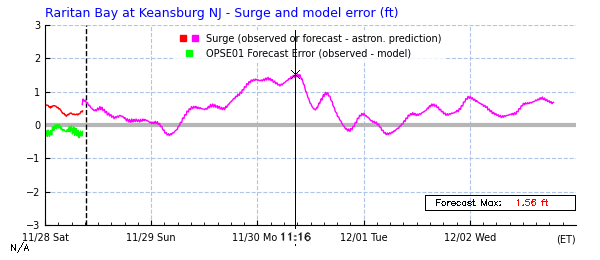 Raritan Bay at Keansburg NJ - Surge and model error (ft)
3
Surge (observed or forecast - astron. prediction)
OPSE01 Forecast Error (observed - model)
2
1
0
−1
−2
Forecast Max: 1.56 ft
−3
11/28 Sat 11/29 Sun 11/30 Mo 11:16 12/01 Tue 12/02 Wed (ET)
N/A